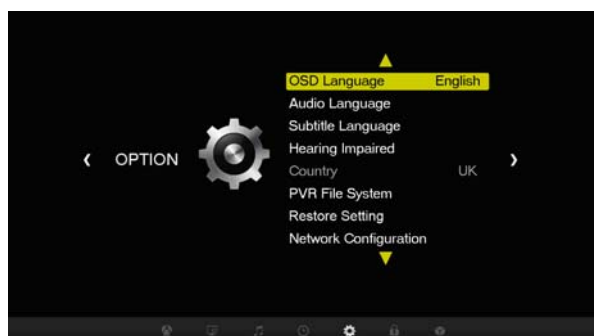 OPTION
OSD Language English
Audio Language
Subtitle Language
Hearing Impaired
Country UK
PVR File System
Restore Setting
Network Configuration